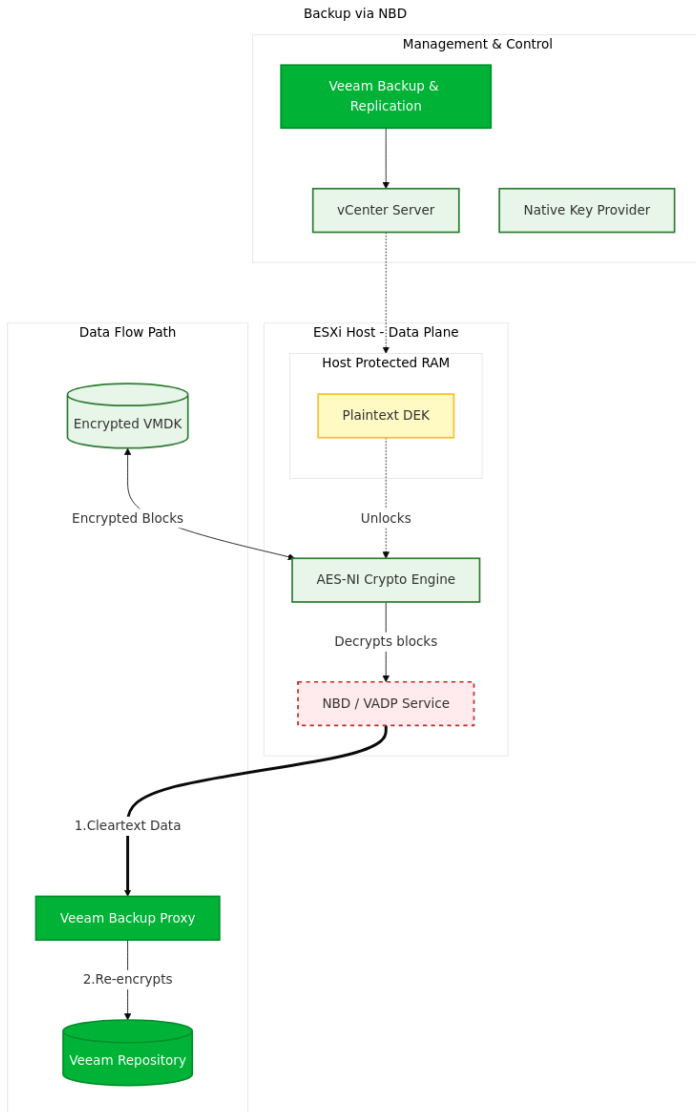 Backup via NBD
Management & Control
Veeam Backup &
Replication
vCenter Server
Native Key Provider
Data Flow Path
ESXi Host - Data Plane
Host Protected RAM
Encrypted VMDK
Plaintext DEK
Encrypted Blocks
Unlocks
AES-NI Crypto Engine
Decrypts blocks
NBD / VADP Service
1.Cleartext Data
Veeam Backup Proxy
2.Re-encrypts
Veeam Repository